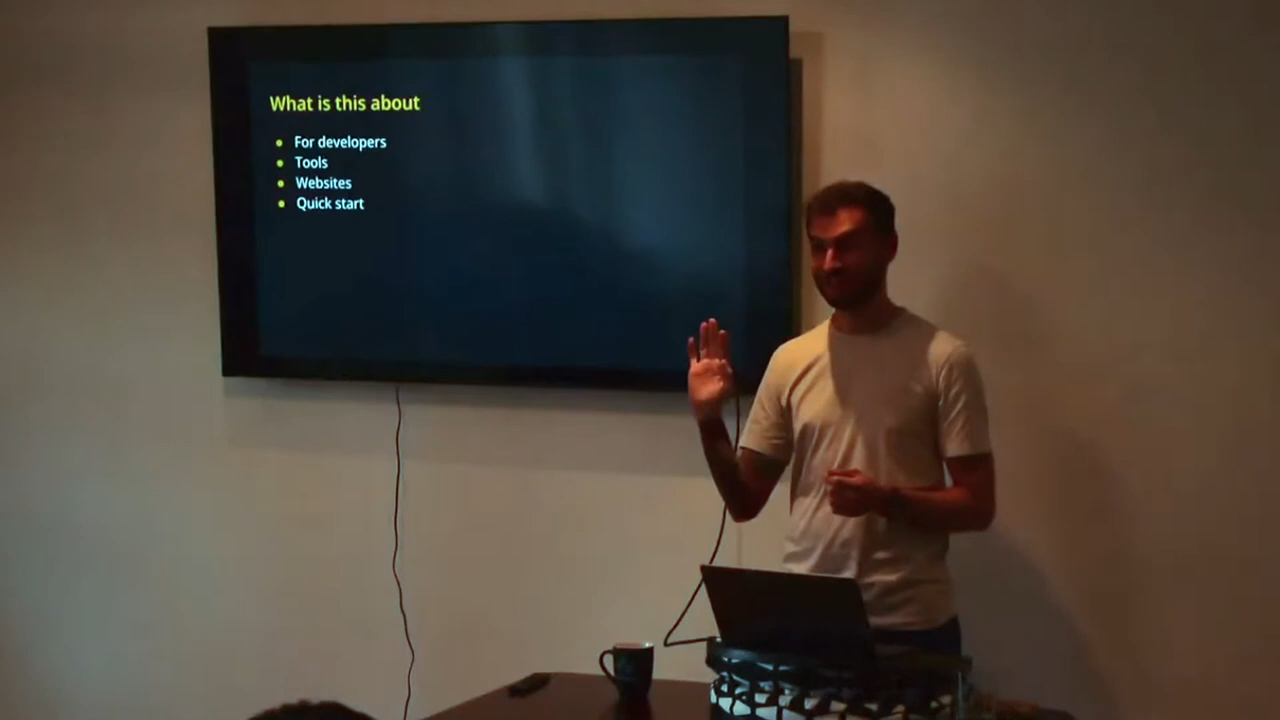 What is this about
For developers
Tools
Websites
Quick start